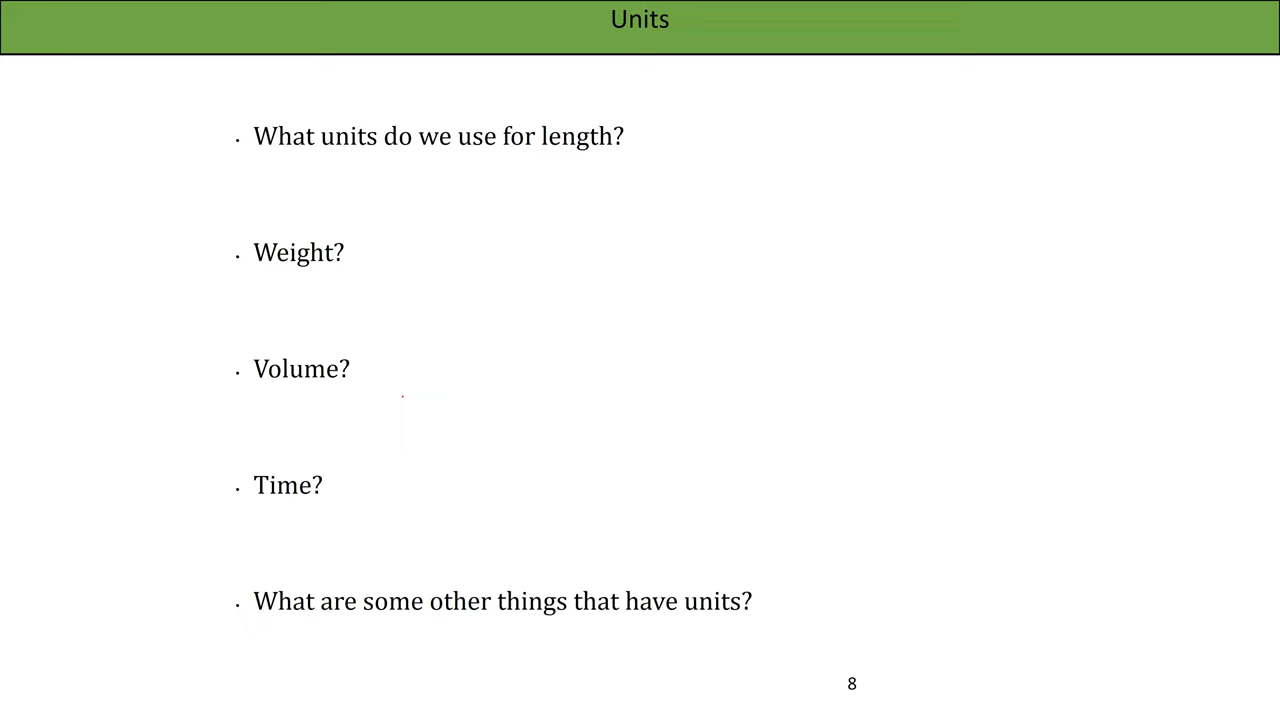 Units
· What units do we use for length?
· Weight?
· Volume?
· Time?
· What are some other things that have units?
8